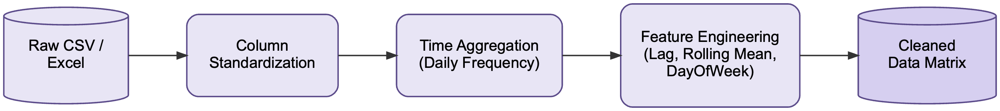 Raw CSV /
Excel
Column
Standardization
Time Aggregation
(Daily Frequency)
Feature Engineering
(Lag, Rolling Mean,
DayOfWeek)
Cleaned
Data Matrix